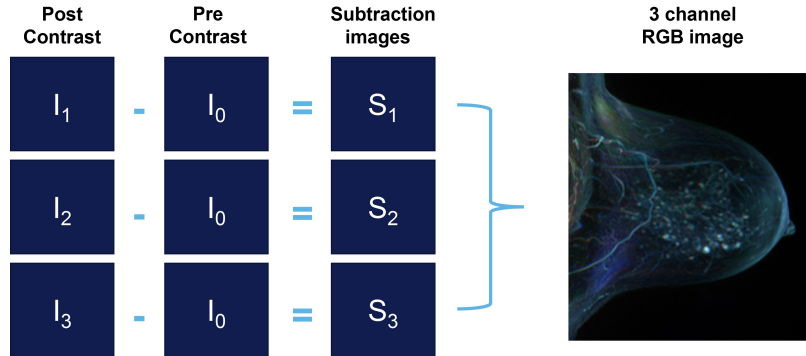 Post
Contrast
Pre
Contrast
Subtraction
images
3 channel
RGB image
I₁ - I₀ = S₁
I₂ - I₀ = S₂
I₃ - I₀ = S₃